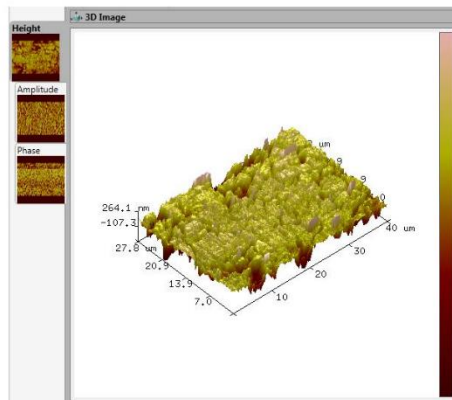 Height
3D Image
Amplitude
Phase
264.1 nm
-107.3
27.8 um
20.9
13.9
7.0
10
20
30
40 um
um
9
9
0